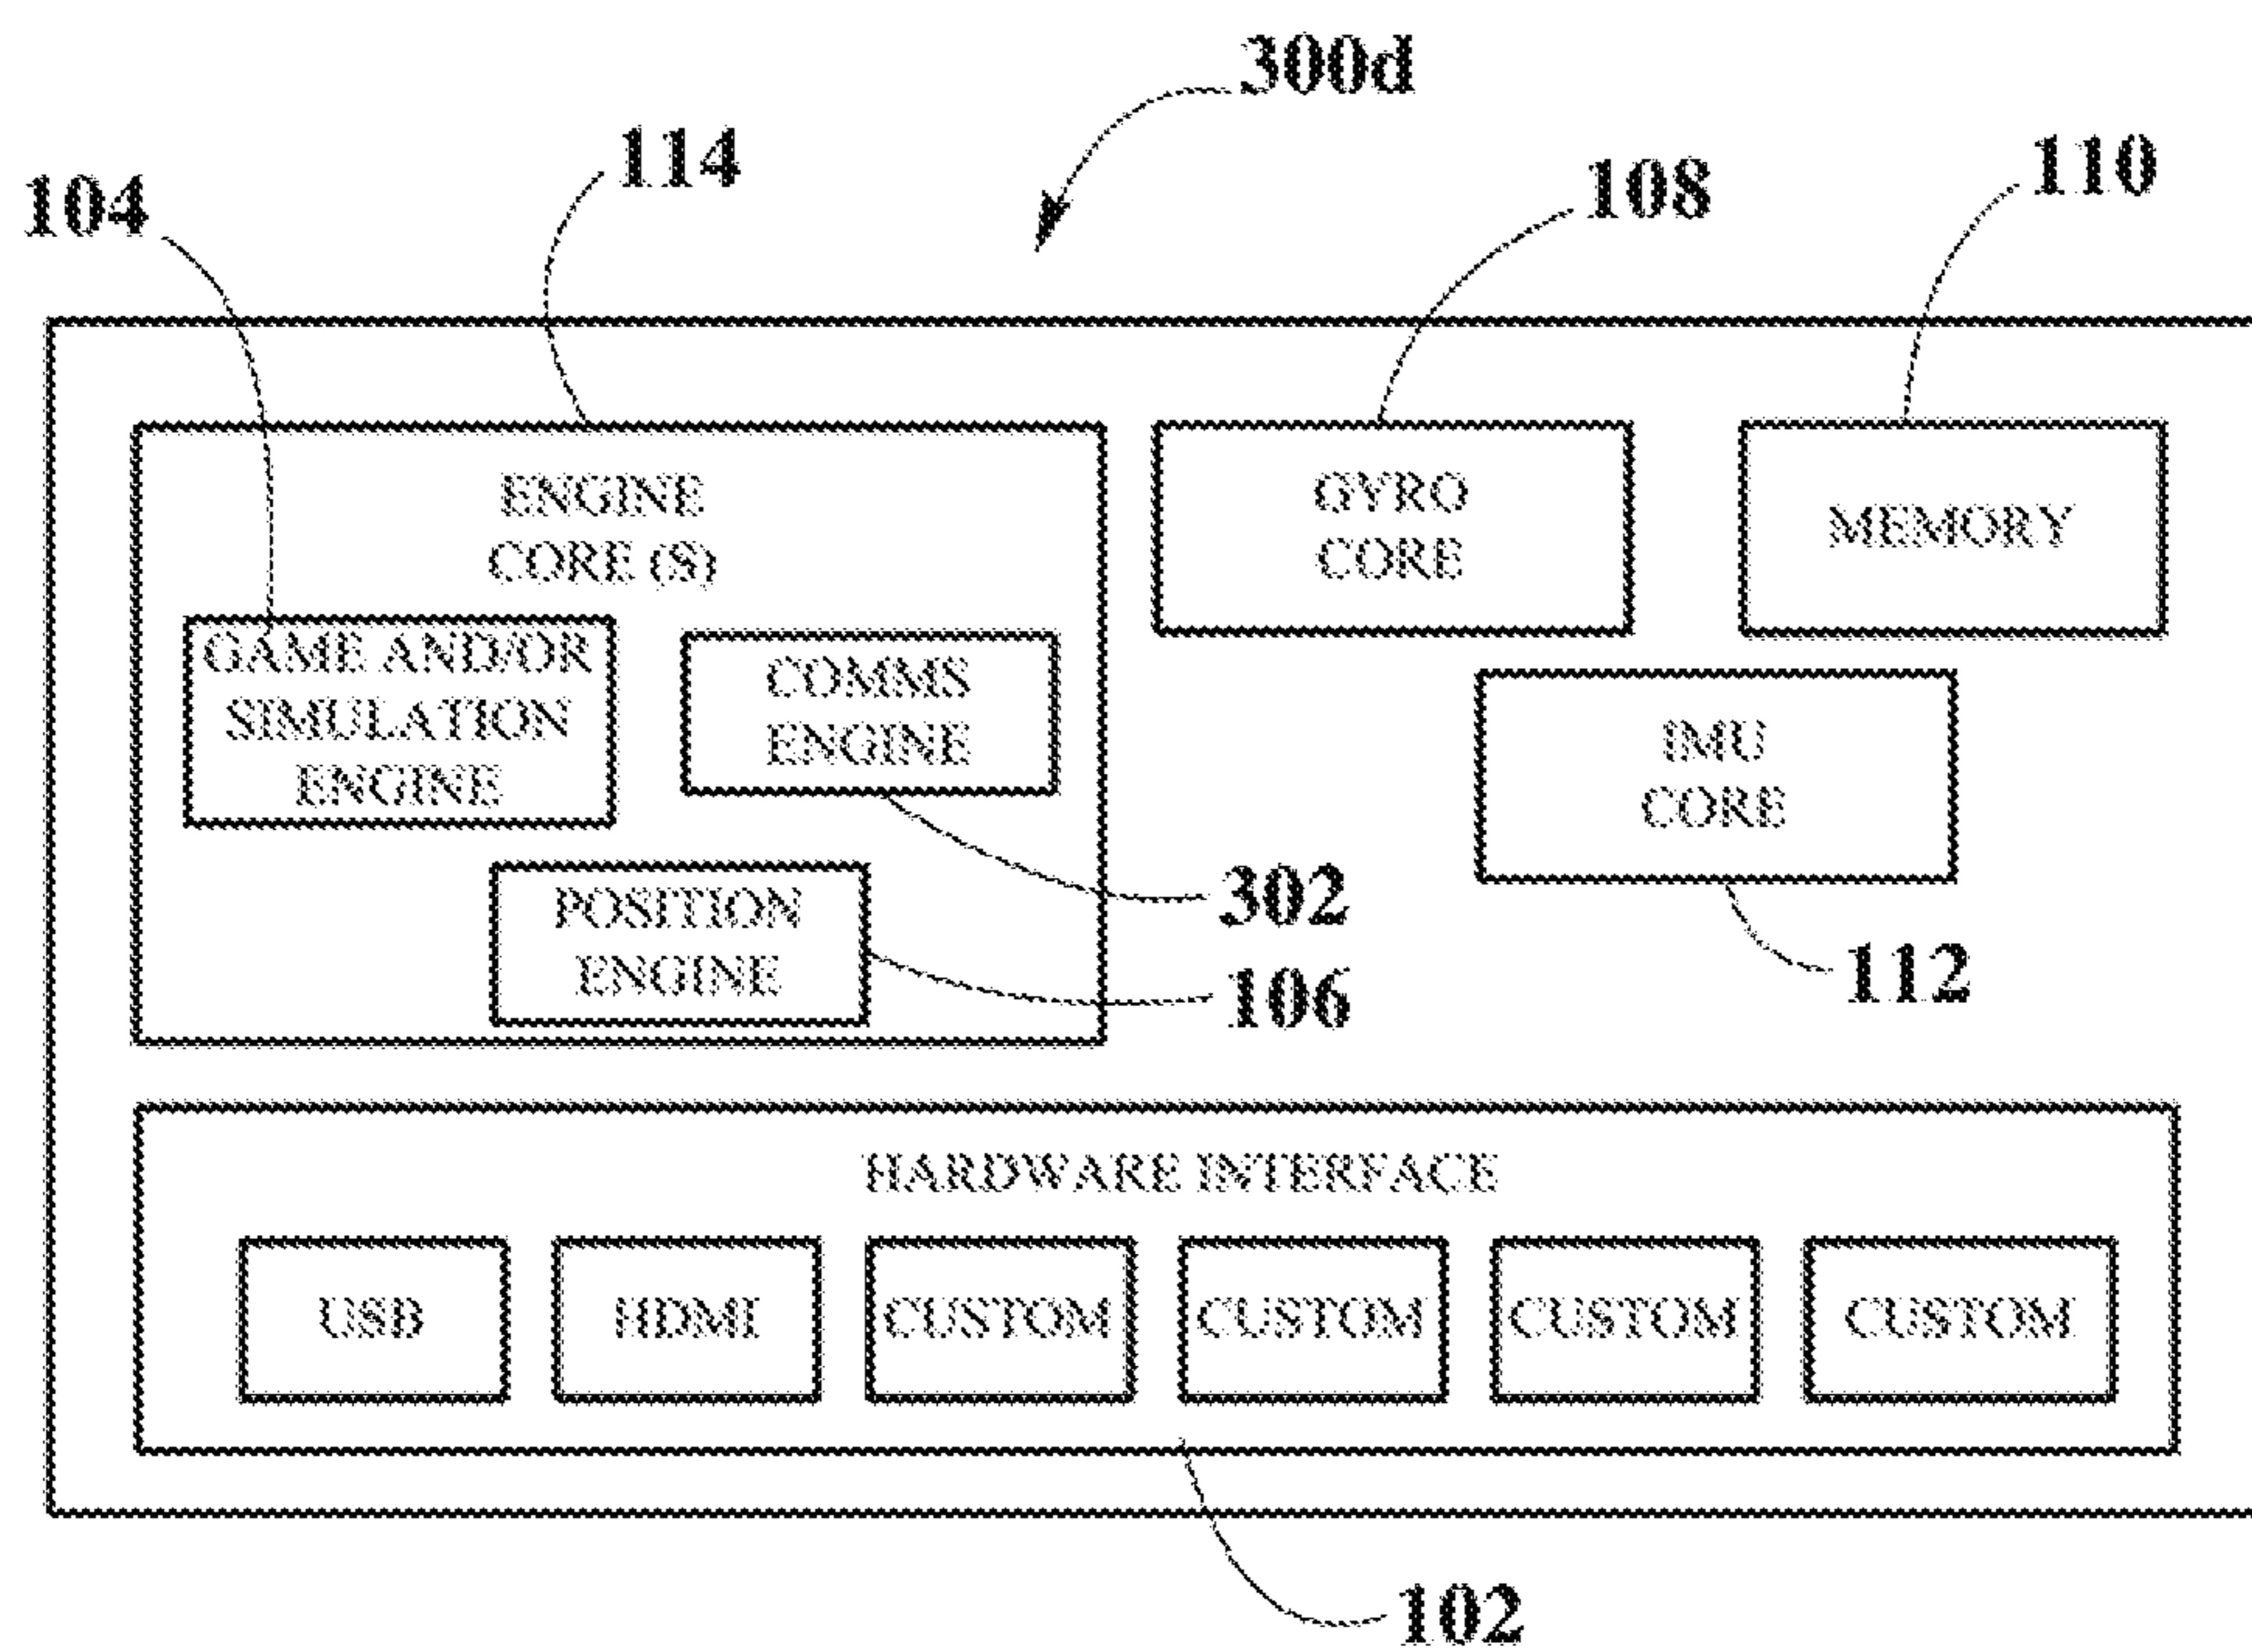 300d
114
104
108
110
ENGINE
CORE (S)
GAME AND/OR
SIMULATION
ENGINE
COMMS
ENGINE
POSITION
ENGINE
GYRO
CORE
MEMORY
IMU
CORE
302
106
112
HARDWARE INTERFACE
USB
HDMI
CUSTOM
CUSTOM
CUSTOM
CUSTOM
102